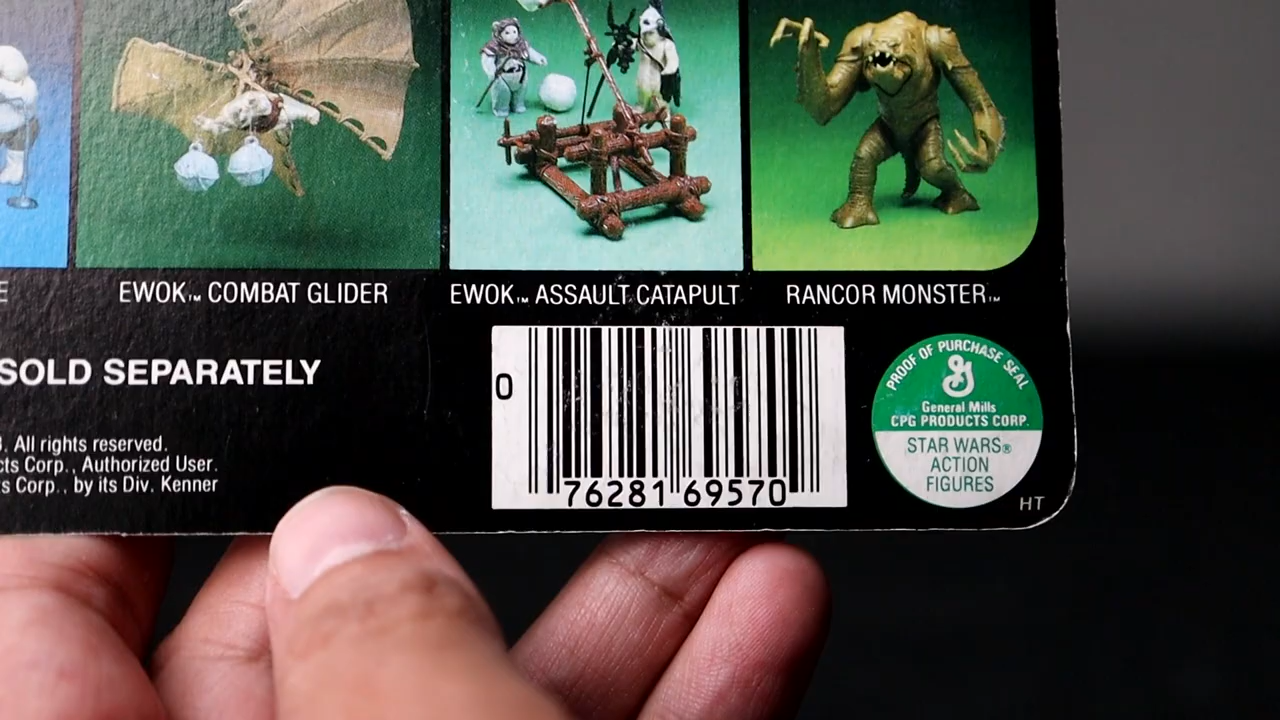 E
EWOK™ COMBAT GLIDER
EWOK™ ASSAULT CATAPULT
RANCOR MONSTER™
SOLD SEPARATELY
. All rights reserved.
cts Corp., Authorized User.
s Corp., by its Div. Kenner
0
76281 69570
PROOF OF PURCHASE SEAL
G
General Mills
CPG PRODUCTS CORP.
STAR WARS®
ACTION
FIGURES
HT